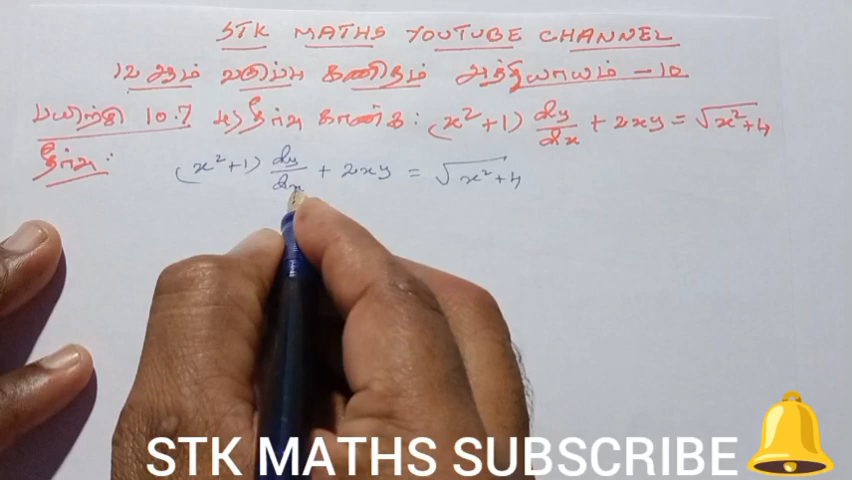 STK MATHS YOUTUBE CHANNEL
12 ஆம் வகுப்பு கணிதம் அத்தியாயம் - 10
பயிற்சி 10.7 4) தீர்வு காண்க: (x²+1) dy/dx + 2xy = √x²+4
தீர்வு: (x²+1) dy/dx + 2xy = √x²+4
STK MATHS SUBSCRIBE